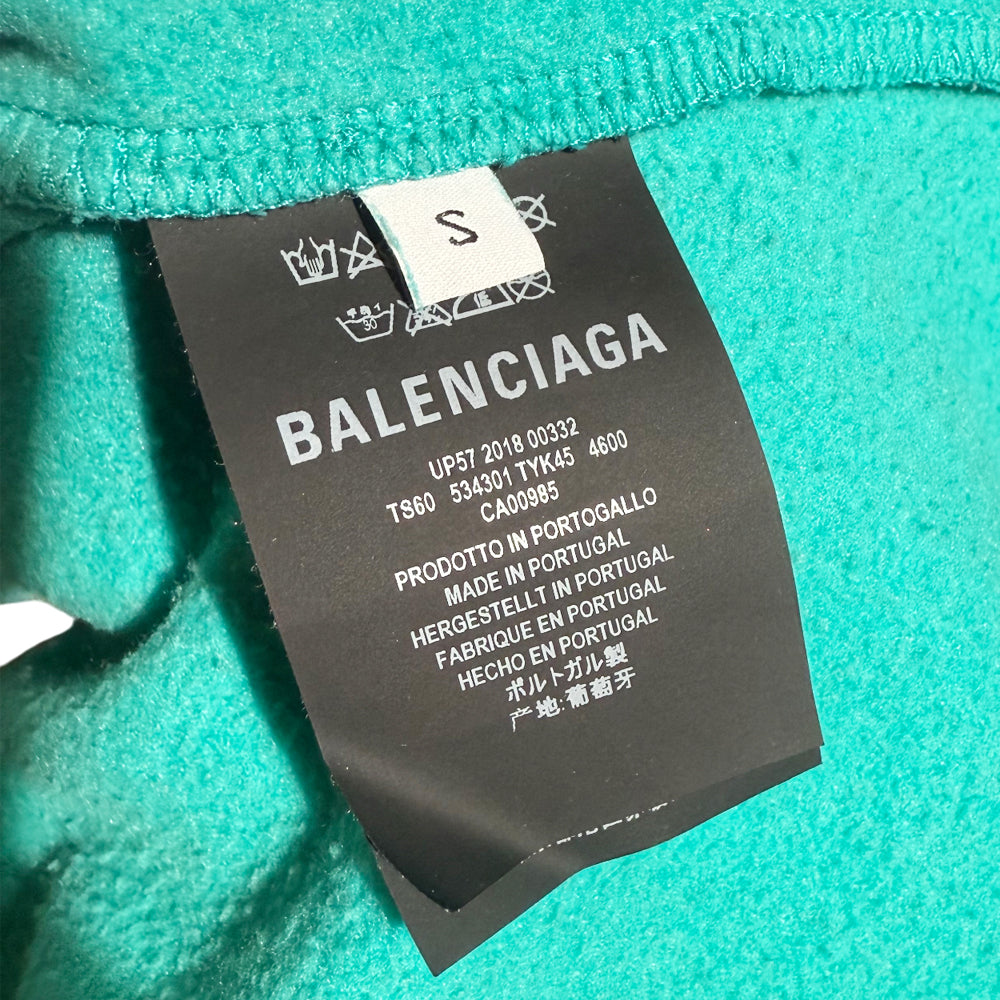 S
30
BALENCIAGA
UP57 2018 00332
TS60 534301 TYK45 4600
CA00985
PRODOTTO IN PORTOGALLO
MADE IN PORTUGAL
HERGESTELLT IN PORTUGAL
FABRIQUE EN PORTUGAL
HECHO EN PORTUGAL
ポルトガル製
产地:葡萄牙